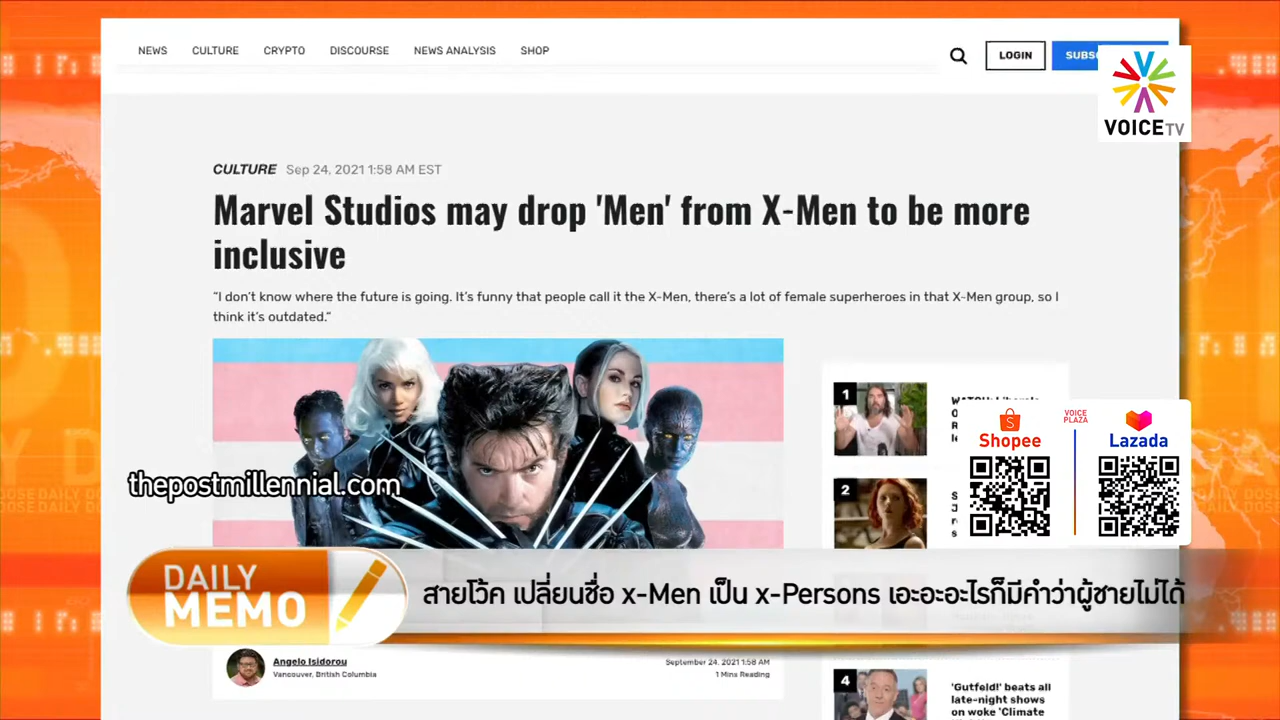 NEWS CULTURE CRYPTO DISCOURSE NEWS ANALYSIS SHOP
LOGIN
VOICE TV
CULTURE Sep 24, 2021 1:58 AM EST
Marvel Studios may drop 'Men' from X-Men to be more
inclusive
“I don’t know where the future is going. It’s funny that people call it the X-Men, there’s a lot of female superheroes in that X-Men group, so I
think it’s outdated.”
1
VOICE
PLAZA
Shopee
Lazada
2
thepostmillennial.com
DAILY
MEMO
สายโว้ค เปลี่ยนชื่อ x-Men เป็น x-Persons เอะอะอะไรก็มีคำว่าผู้ชายไม่ได้
Angelo Isidorou
Vancouver, British Columbia
September 24, 2021 1:58 AM
1 Mins Reading
4
'Gutfeld!' beats all
late-night shows
on woke 'Climate